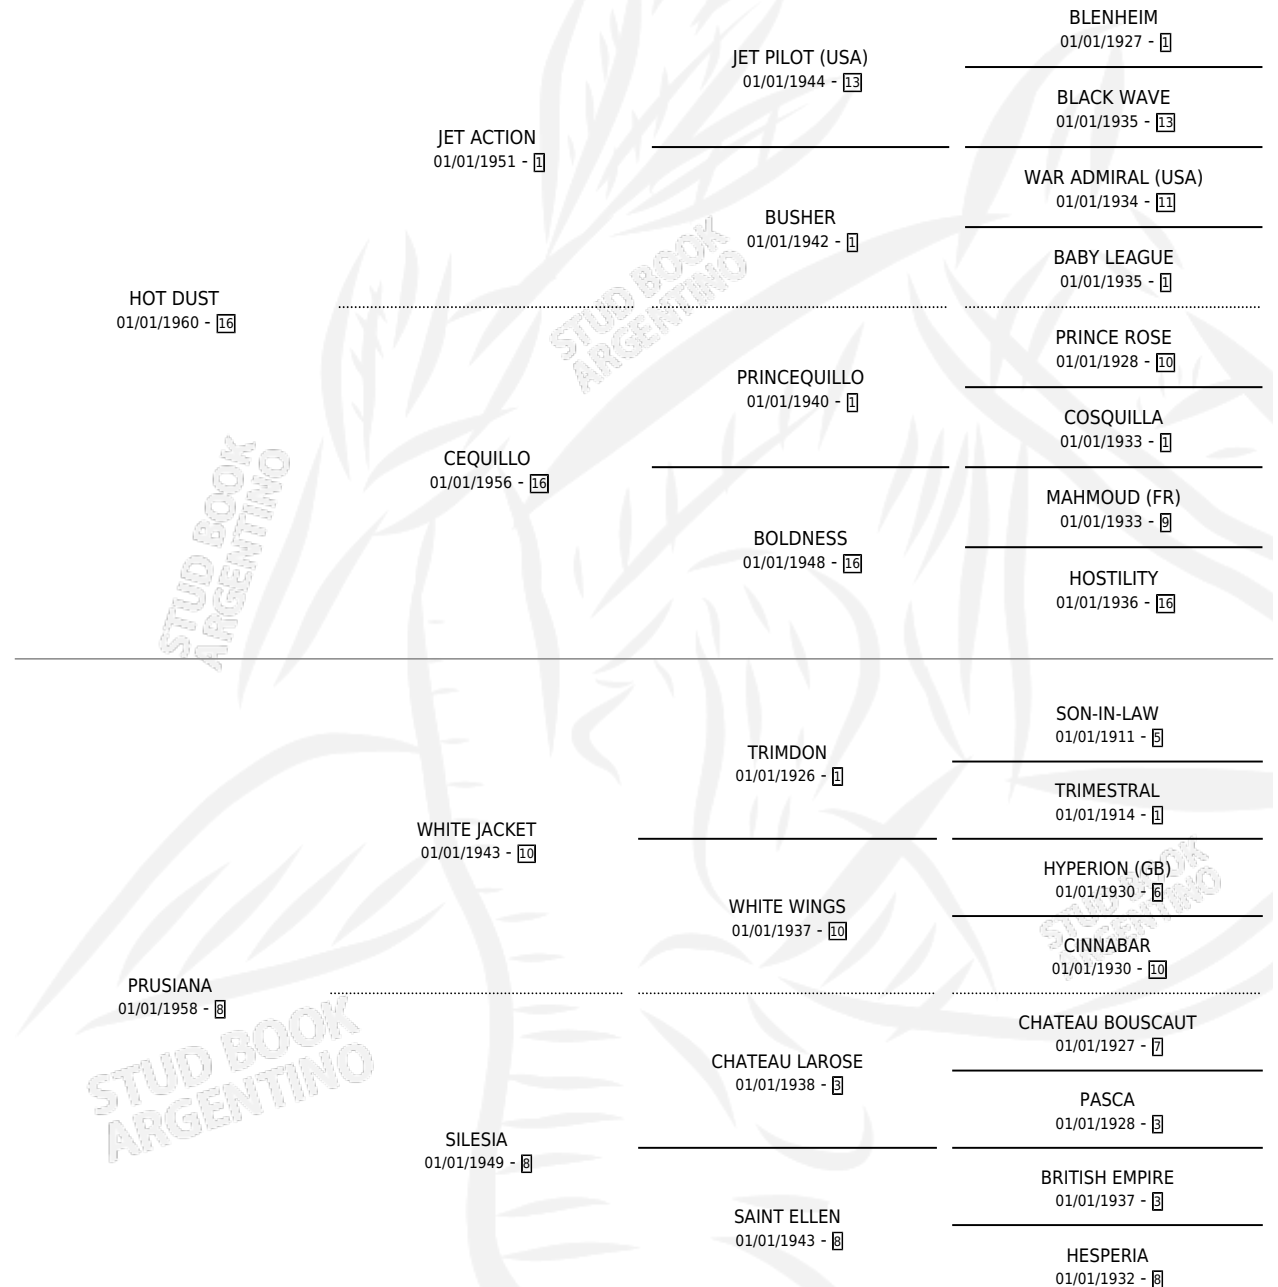 BLENHEIM
01/01/1927 - 1
JET PILOT (USA)
01/01/1944 - 13
BLACK WAVE
01/01/1935 - 13
JET ACTION
01/01/1951 - 1
WAR ADMIRAL (USA)
01/01/1934 - 11
BUSHER
01/01/1942 - 1
BABY LEAGUE
01/01/1935 - 1
HOT DUST
01/01/1960 - 16
PRINCE ROSE
01/01/1928 - 10
PRINCEQUILLO
01/01/1940 - 1
COSQUILLA
01/01/1933 - 1
CEQUILLO
01/01/1956 - 16
MAHMOUD (FR)
01/01/1933 - 9
BOLDNESS
01/01/1948 - 16
HOSTILITY
01/01/1936 - 16
SON-IN-LAW
01/01/1911 - 5
TRIMDON
01/01/1926 - 1
TRIMESTRAL
01/01/1914 - 1
WHITE JACKET
01/01/1943 - 10
HYPERION (GB)
01/01/1930 - 6
WHITE WINGS
01/01/1937 - 10
CINNABAR
01/01/1930 - 10
PRUSIANA
01/01/1958 - 8
CHATEAU BOUSCAUT
01/01/1927 - 7
CHATEAU LAROSE
01/01/1938 - 3
PASCA
01/01/1928 - 3
SILESIA
01/01/1949 - 8
BRITISH EMPIRE
01/01/1937 - 3
SAINT ELLEN
01/01/1943 - 8
HESPERIA
01/01/1932 - 8
STUD BOOK
ARGENTINO
STUD BOOK
ARGENTINO
STUD BOOK
ARGENTINO
STUD BOOK
ARGENTINO